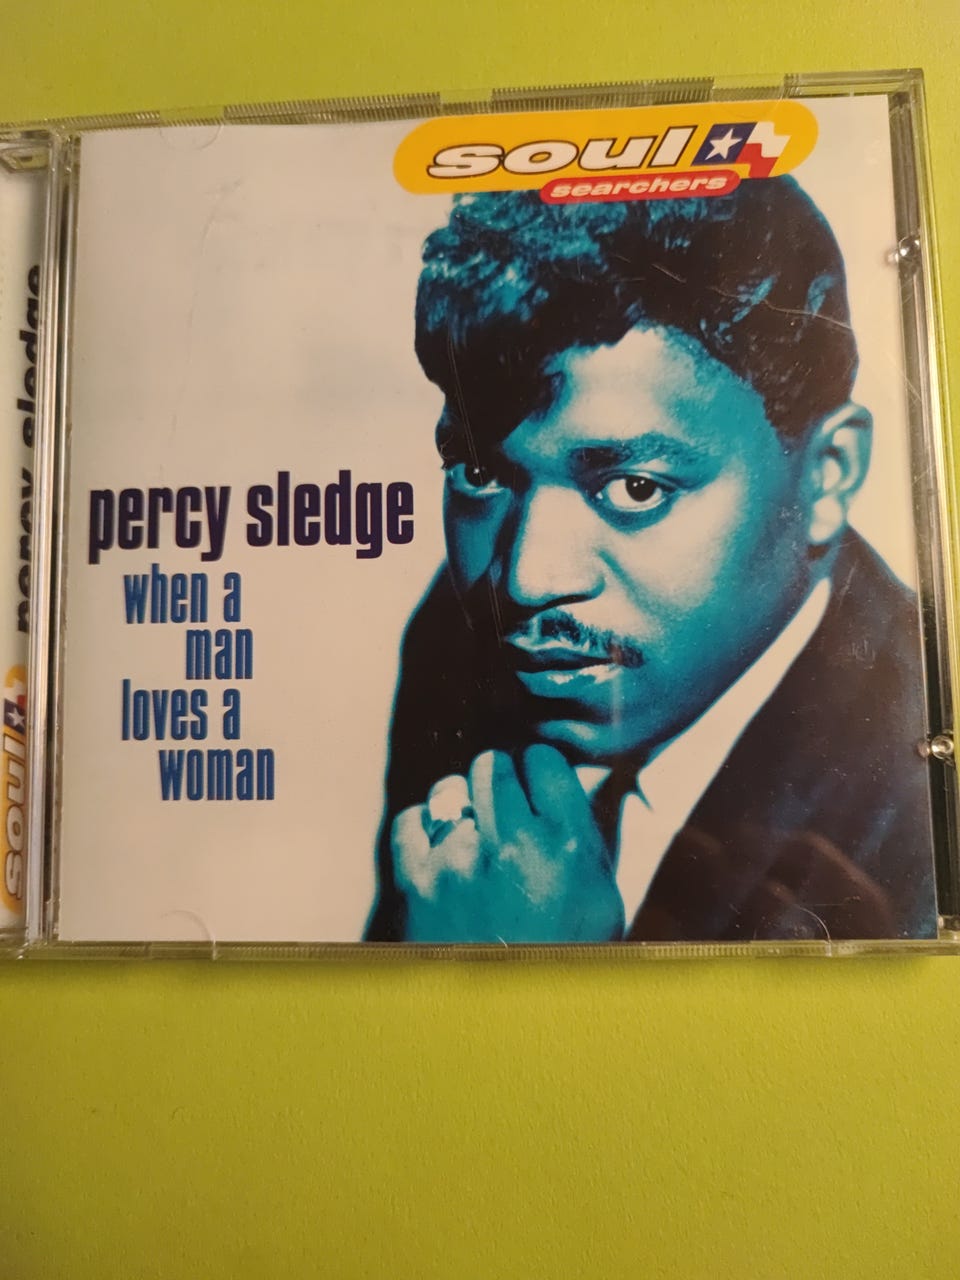 soul
searchers
percy sledge
when a
man
loves a
woman
percy sledge
soul